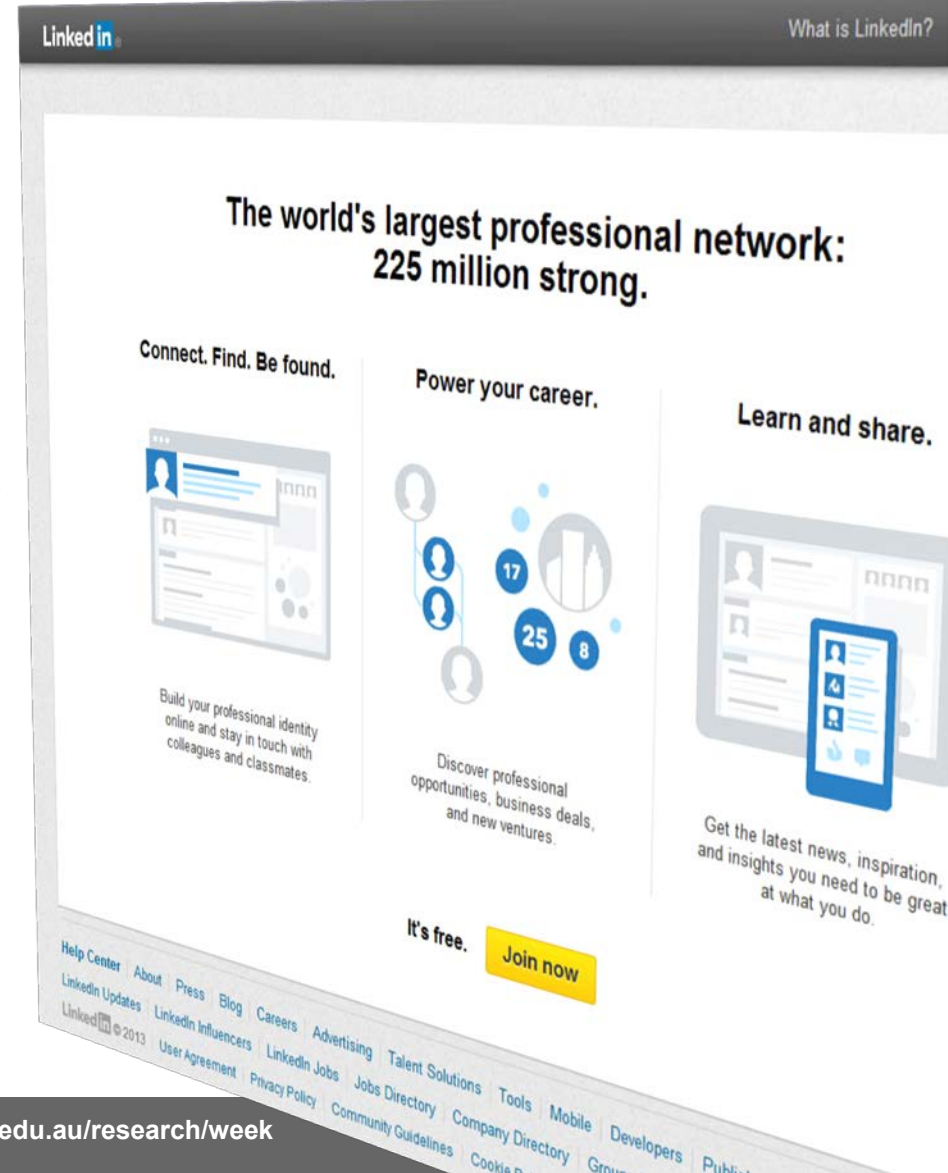 Linked in ®
What is LinkedIn?
The world's largest professional network:
225 million strong.
Connect. Find. Be found.
Build your professional identity
online and stay in touch with
colleagues and classmates.
Power your career.
17
25
8
Discover professional
opportunities, business deals,
and new ventures.
Learn and share.
Get the latest news, inspiration,
and insights you need to be great
at what you do.
It's free. Join now
Help Center About Press Blog Careers Advertising Talent Solutions Tools Mobile Developers
LinkedIn Updates LinkedIn Influencers LinkedIn Jobs Jobs Directory Company Directory
Linked in © 2013 User Agreement Privacy Policy Community Guidelines Cookie
edu.au/research/week